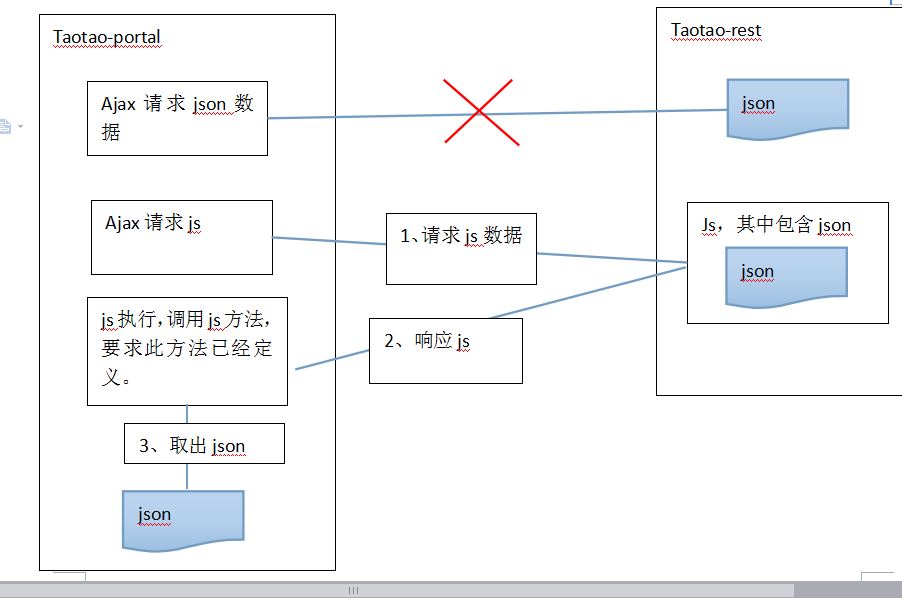 Taotao-portal
Taotao-rest
Ajax 请求 json 数
据
json
Ajax 请求 js
1、请求 js 数据
Js，其中包含 json
json
js 执行，调用 js 方法，
要求此方法已经定
义。
2、响应 js
3、取出 json
json